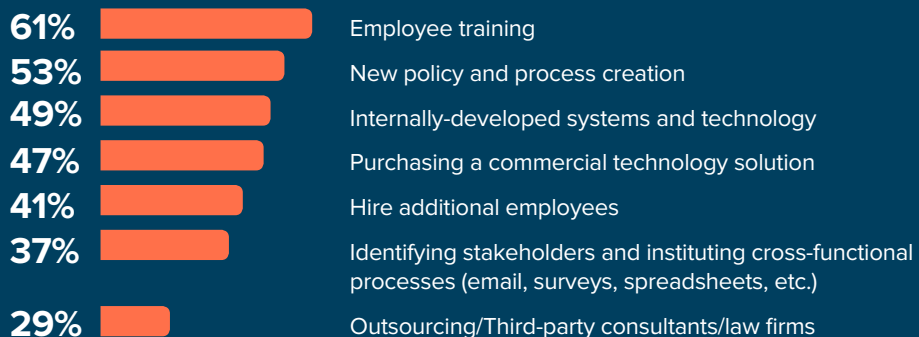 61% Employee training
53% New policy and process creation
49% Internally-developed systems and technology
47% Purchasing a commercial technology solution
41% Hire additional employees
37% Identifying stakeholders and instituting cross-functional
processes (email, surveys, spreadsheets, etc.)
29% Outsourcing/Third-party consultants/law firms